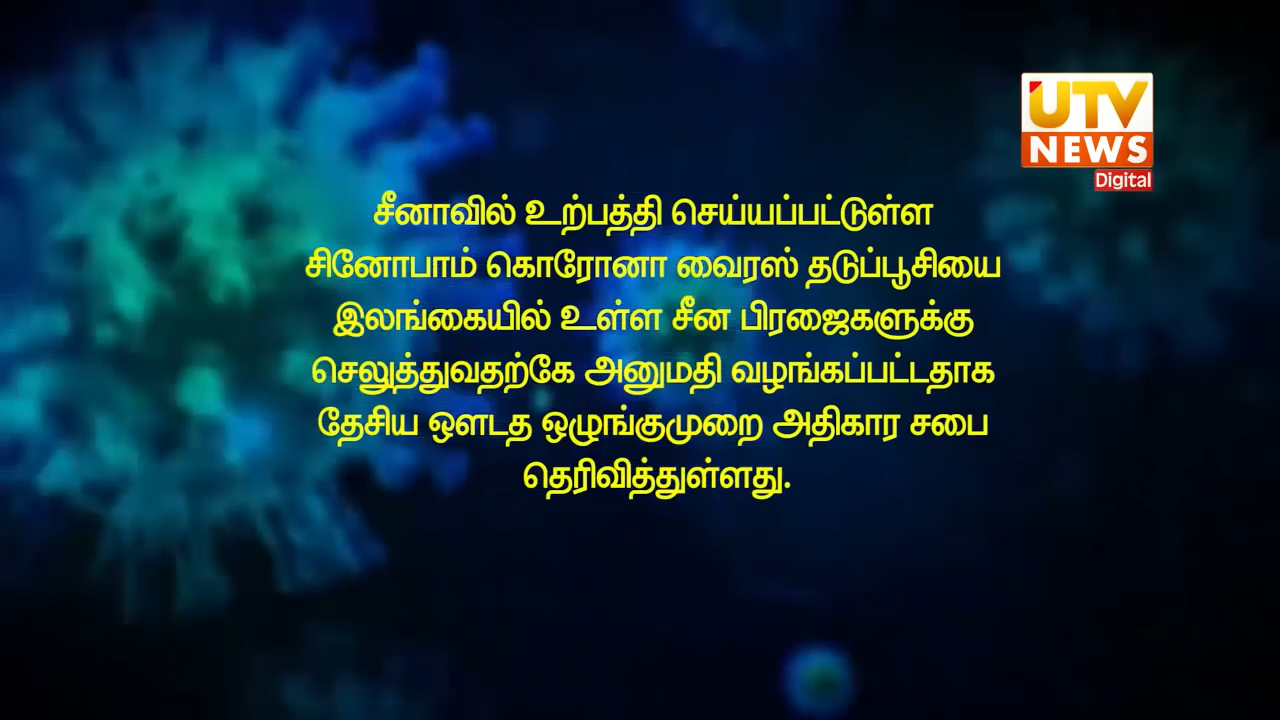 UTV
NEWS
Digital
சீனாவில் உற்பத்தி செய்யப்பட்டுள்ள
சினோபாம் கொரோனா வைரஸ் தடுப்பூசியை
இலங்கையில் உள்ள சீன பிரஜைகளுக்கு
செலுத்துவதற்கே அனுமதி வழங்கப்பட்டதாக
தேசிய ஔடத ஒழுங்குமுறை அதிகார சபை
தெரிவித்துள்ளது.